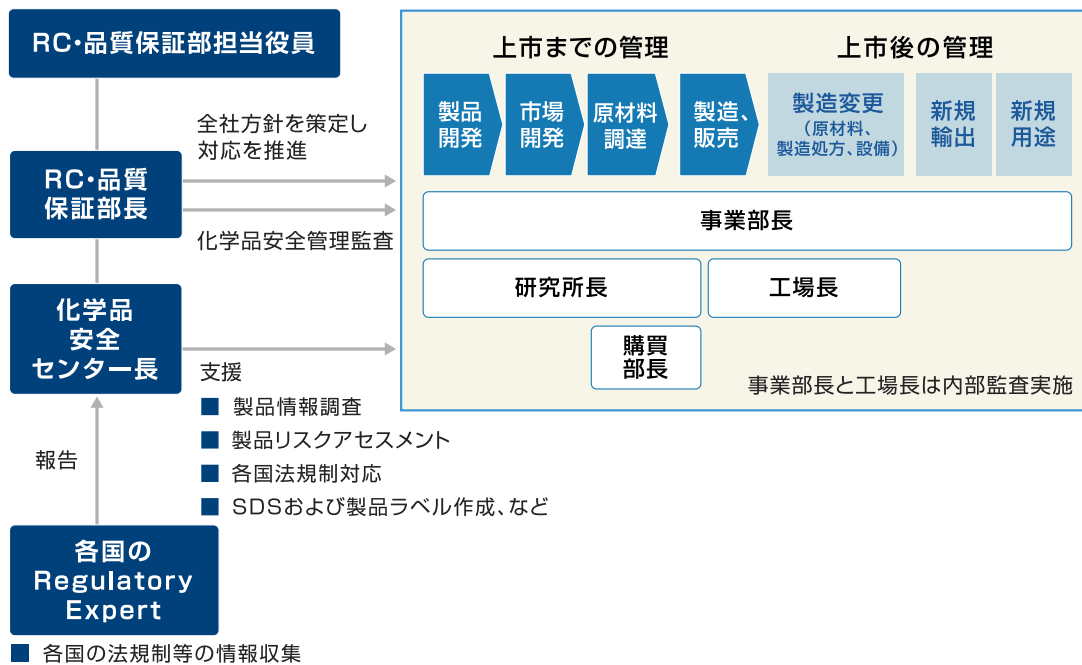 RC・品質保証部担当役員
全社方針を策定し
対応を推進
RC・品質
保証部長
化学品安全管理監査
化学品
安全
センター長
支援
■ 製品情報調査
■ 製品リスクアセスメント
■ 各国法規制対応
■ SDSおよび製品ラベル作成、など
報告
各国の
Regulatory
Expert
■ 各国の法規制等の情報収集
上市までの管理
上市後の管理
製品
開発
市場
開発
原材料
調達
製造、
販売
製造変更
(原材料、
製造処方、設備)
新規
輸出
新規
用途
事業部長
研究所長
工場長
購買
部長
事業部長と工場長は内部監査実施